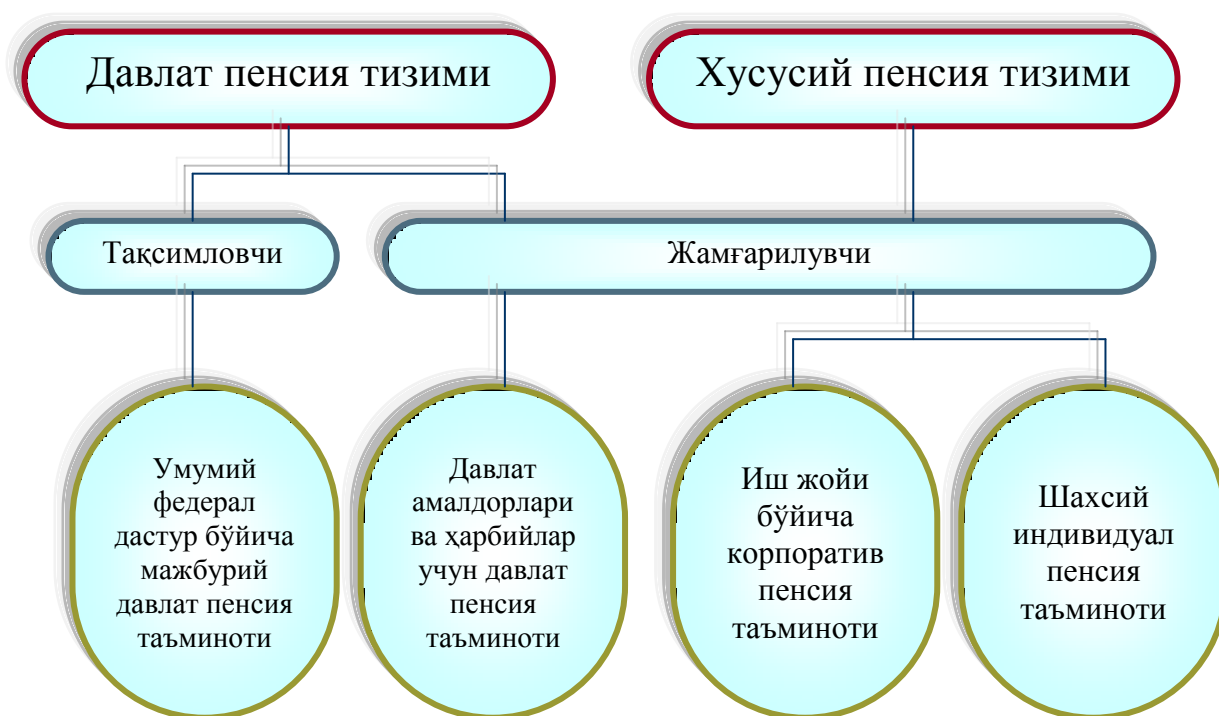 Давлат пенсия тизими
Хусусий пенсия тизими
Тақсимловчи
Жамғарилувчи
Умумий
федерал
дастур бўйича
мажбурий
давлат пенсия
таъминоти
Давлат
амалдорлари
ва ҳарбийлар
учун давлат
пенсия
таъминоти
Иш жойи
бўйича
корпоратив
пенсия
таъминоти
Шахсий
индивидуал
пенсия
таъминоти